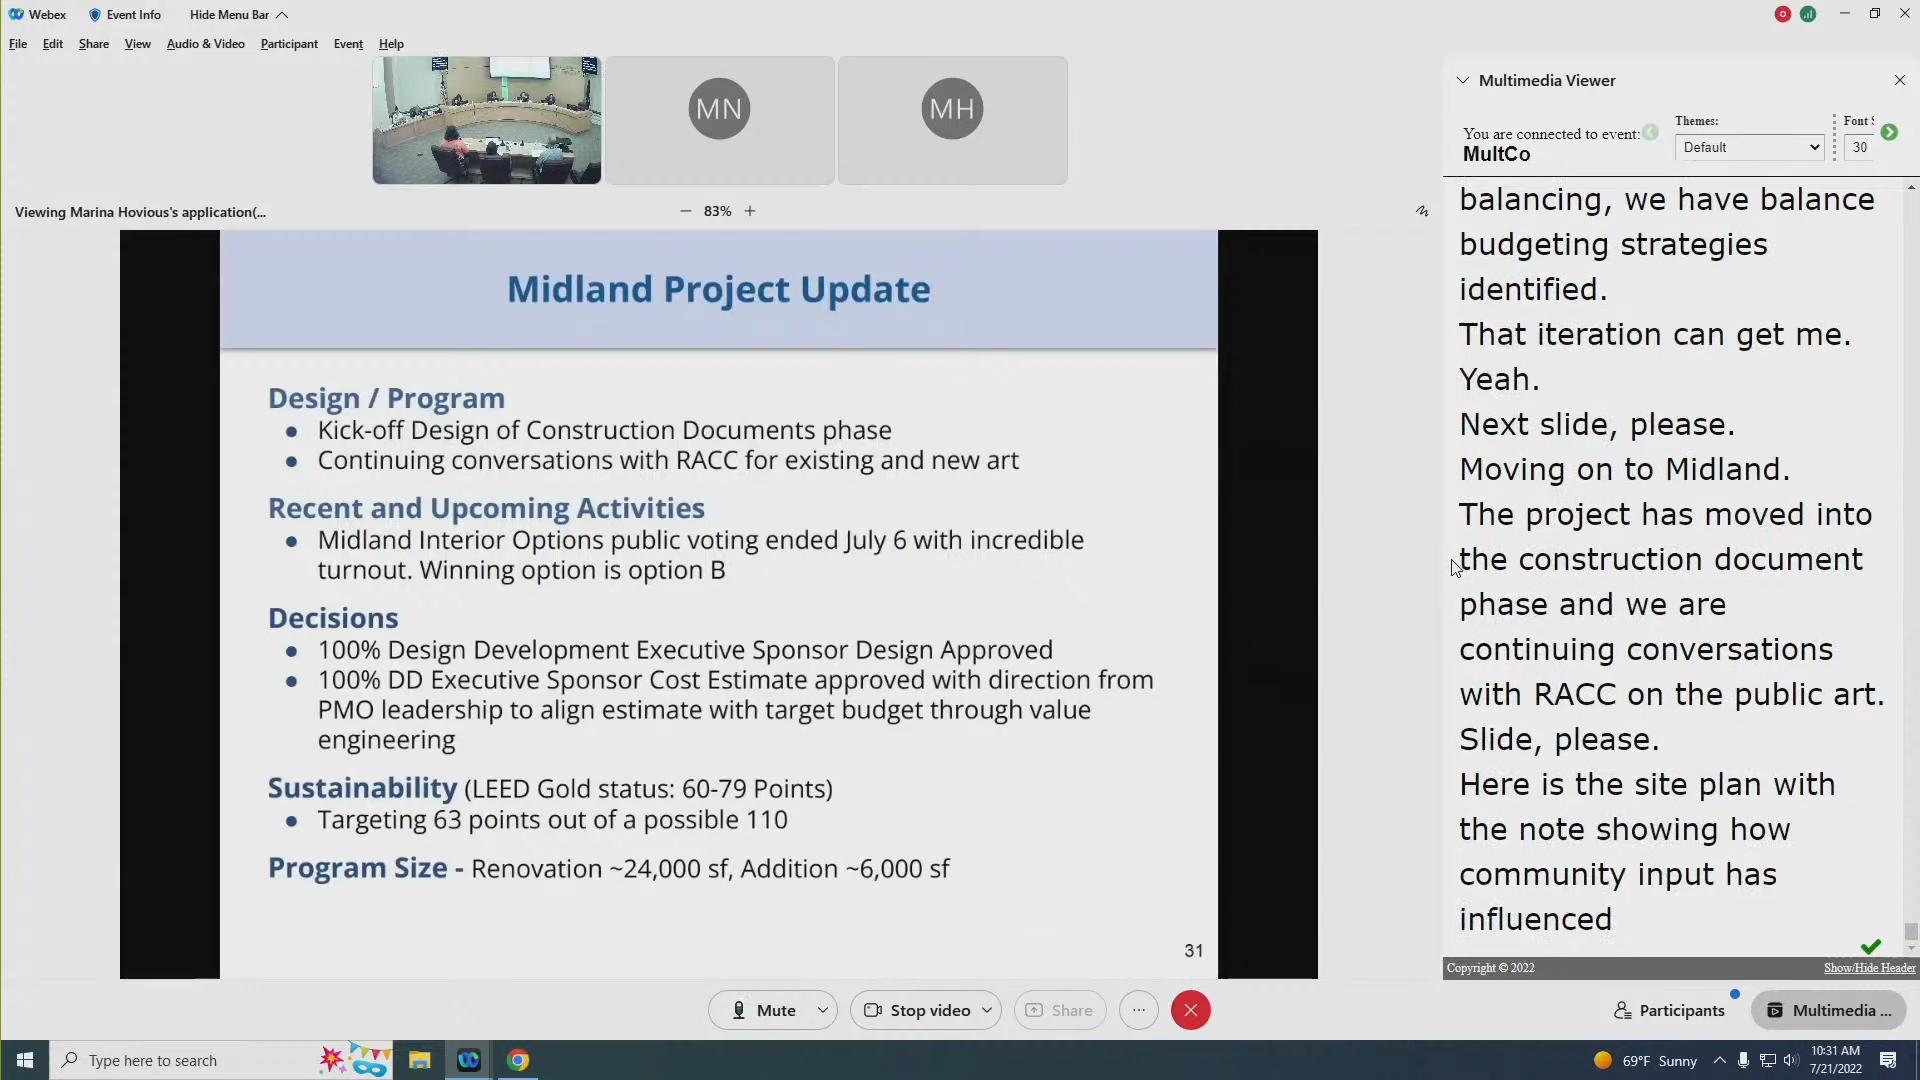 Webex
Event Info
Hide Menu Bar
File Edit Share View Audio & Video Participant Event Help
MN
MH
Viewing Marina Hovious's application(...
83%
Midland Project Update
Design / Program
Kick-off Design of Construction Documents phase
Continuing conversations with RACC for existing and new art
Recent and Upcoming Activities
Midland Interior Options public voting ended July 6 with incredible
turnout. Winning option is option B
Decisions
100% Design Development Executive Sponsor Design Approved
100% DD Executive Sponsor Cost Estimate approved with direction from
PMO leadership to align estimate with target budget through value
engineering
Sustainability (LEED Gold status: 60-79 Points)
Targeting 63 points out of a possible 110
Program Size - Renovation ~24,000 sf, Addition ~6,000 sf
31
Multimedia Viewer
You are connected to event:
MultCo
Themes:
Default
Font S
30
balancing, we have balance
budgeting strategies
identified.
That iteration can get me.
Yeah.
Next slide, please.
Moving on to Midland.
The project has moved into
the construction document
phase and we are
continuing conversations
with RACC on the public art.
Slide, please.
Here is the site plan with
the note showing how
community input has
influenced
Copyright © 2022
Show/Hide Header
Mute
Stop video
Share
Participants
Multimedia ...
Type here to search
69°F Sunny
10:31 AM
7/21/2022